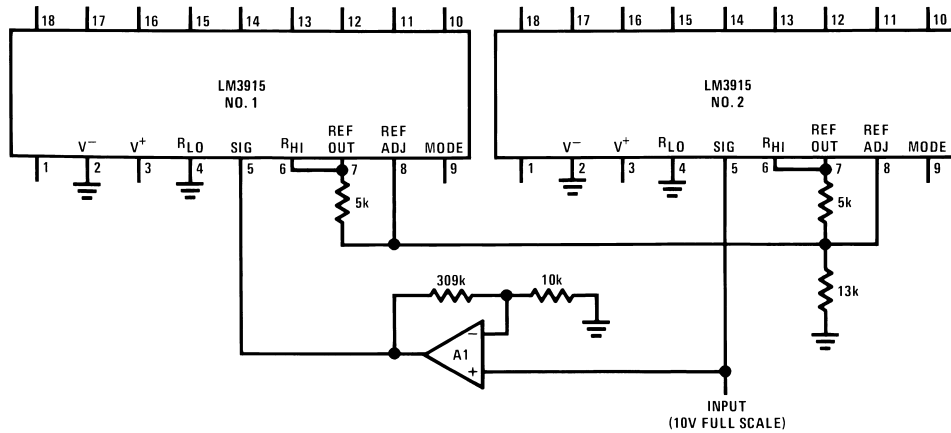 18 17 16 15 14 13 12 11 10
18 17 16 15 14 13 12 11 10
LM3915
NO. 1
LM3915
NO. 2
V− V+ RLO SIG RHI REF OUT REF ADJ MODE
V− V+ RLO SIG RHI REF OUT REF ADJ MODE
1 2 3 4 5 6 7 8 9
1 2 3 4 5 6 7 8 9
5k
5k
309k
10k
13k
−
A1
+
INPUT
(10V FULL SCALE)